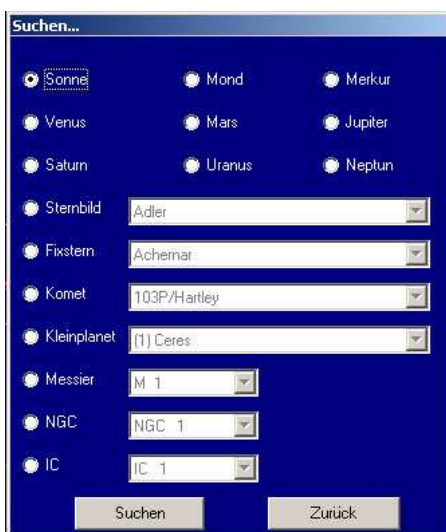 Suchen...
Sonne Mond Merkur
Venus Mars Jupiter
Saturn Uranus Neptun
Sternbild Adler
Fixstern Achernar
Komet 103P/Hartley
Kleinplanet (1) Ceres
Messier M 1
NGC NGC 1
IC IC 1
Suchen Zurück